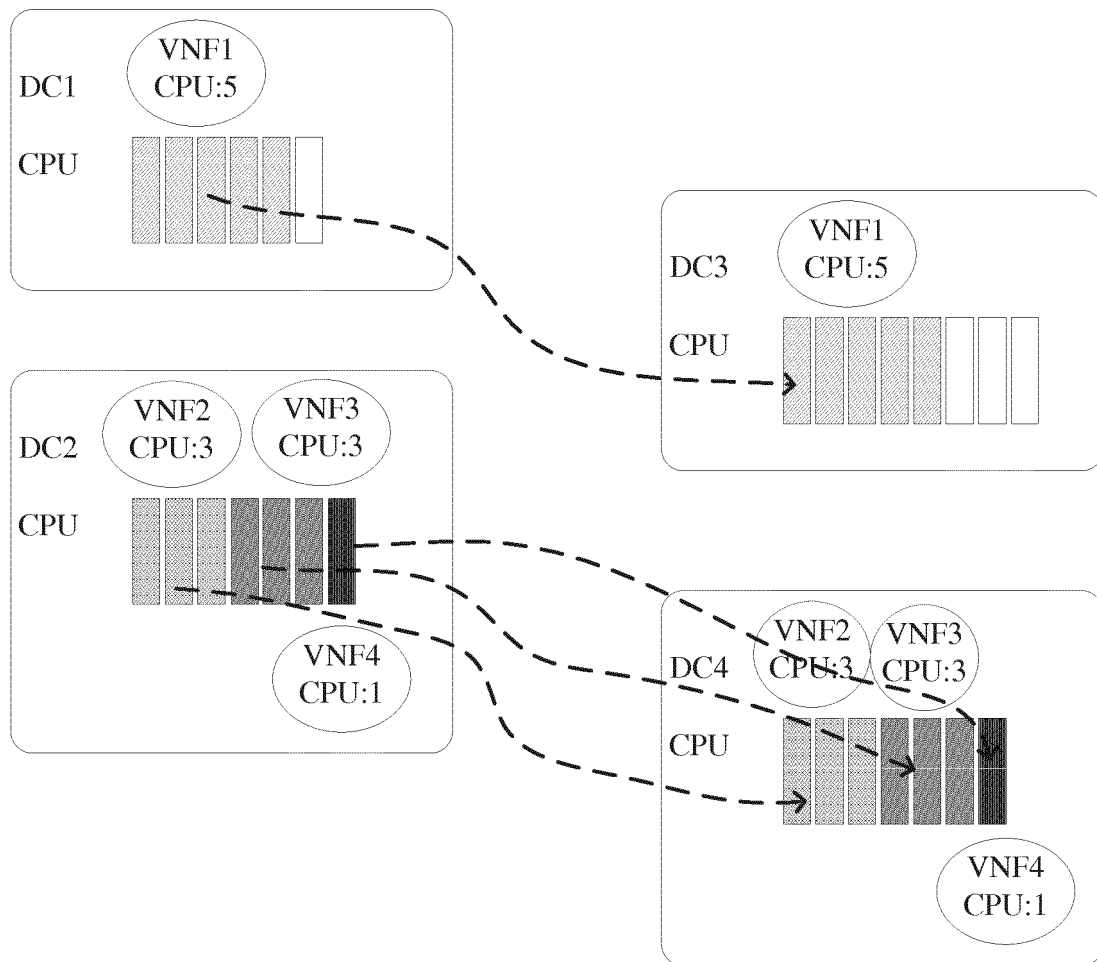 VNF1
CPU:5
DC1
CPU
VNF1
CPU:5
DC3
CPU
VNF2
CPU:3
VNF3
CPU:3
DC2
CPU
VNF4
CPU:1
VNF2
CPU:3
VNF3
CPU:3
DC4
CPU
VNF4
CPU:1